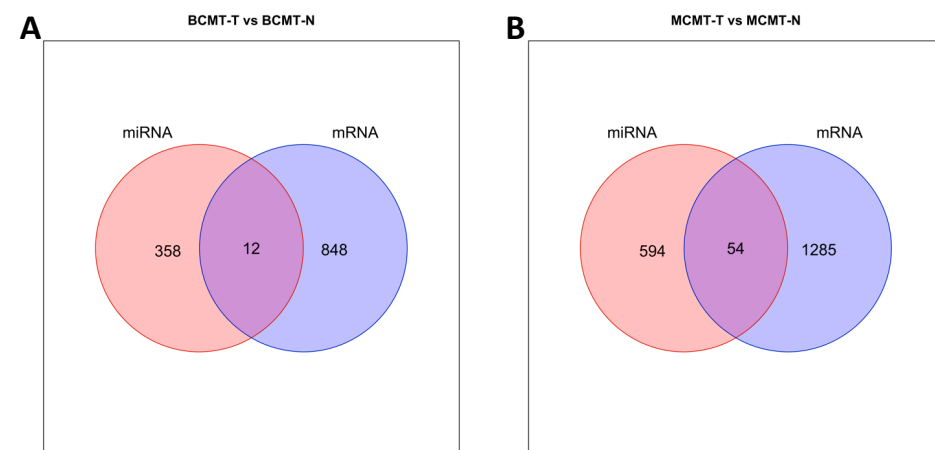 A
BCMT-T vs BCMT-N
miRNA
mRNA
358
12
848
B
MCMT-T vs MCMT-N
miRNA
mRNA
594
54
1285